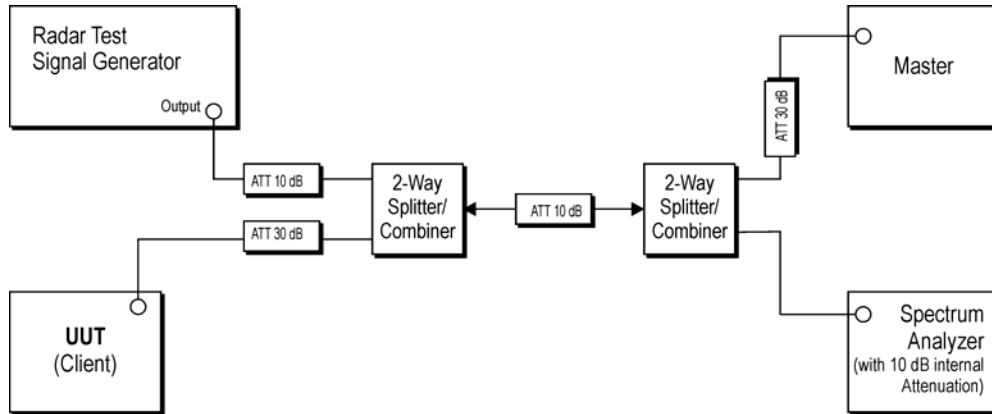 Radar Test
Signal Generator
Output
Master
ATT 30 dB
ATT 10 dB
2-Way
Splitter/
Combiner
ATT 10 dB
2-Way
Splitter/
Combiner
ATT 30 dB
UUT
(Client)
Spectrum
Analyzer
(with 10 dB internal
Attenuation)